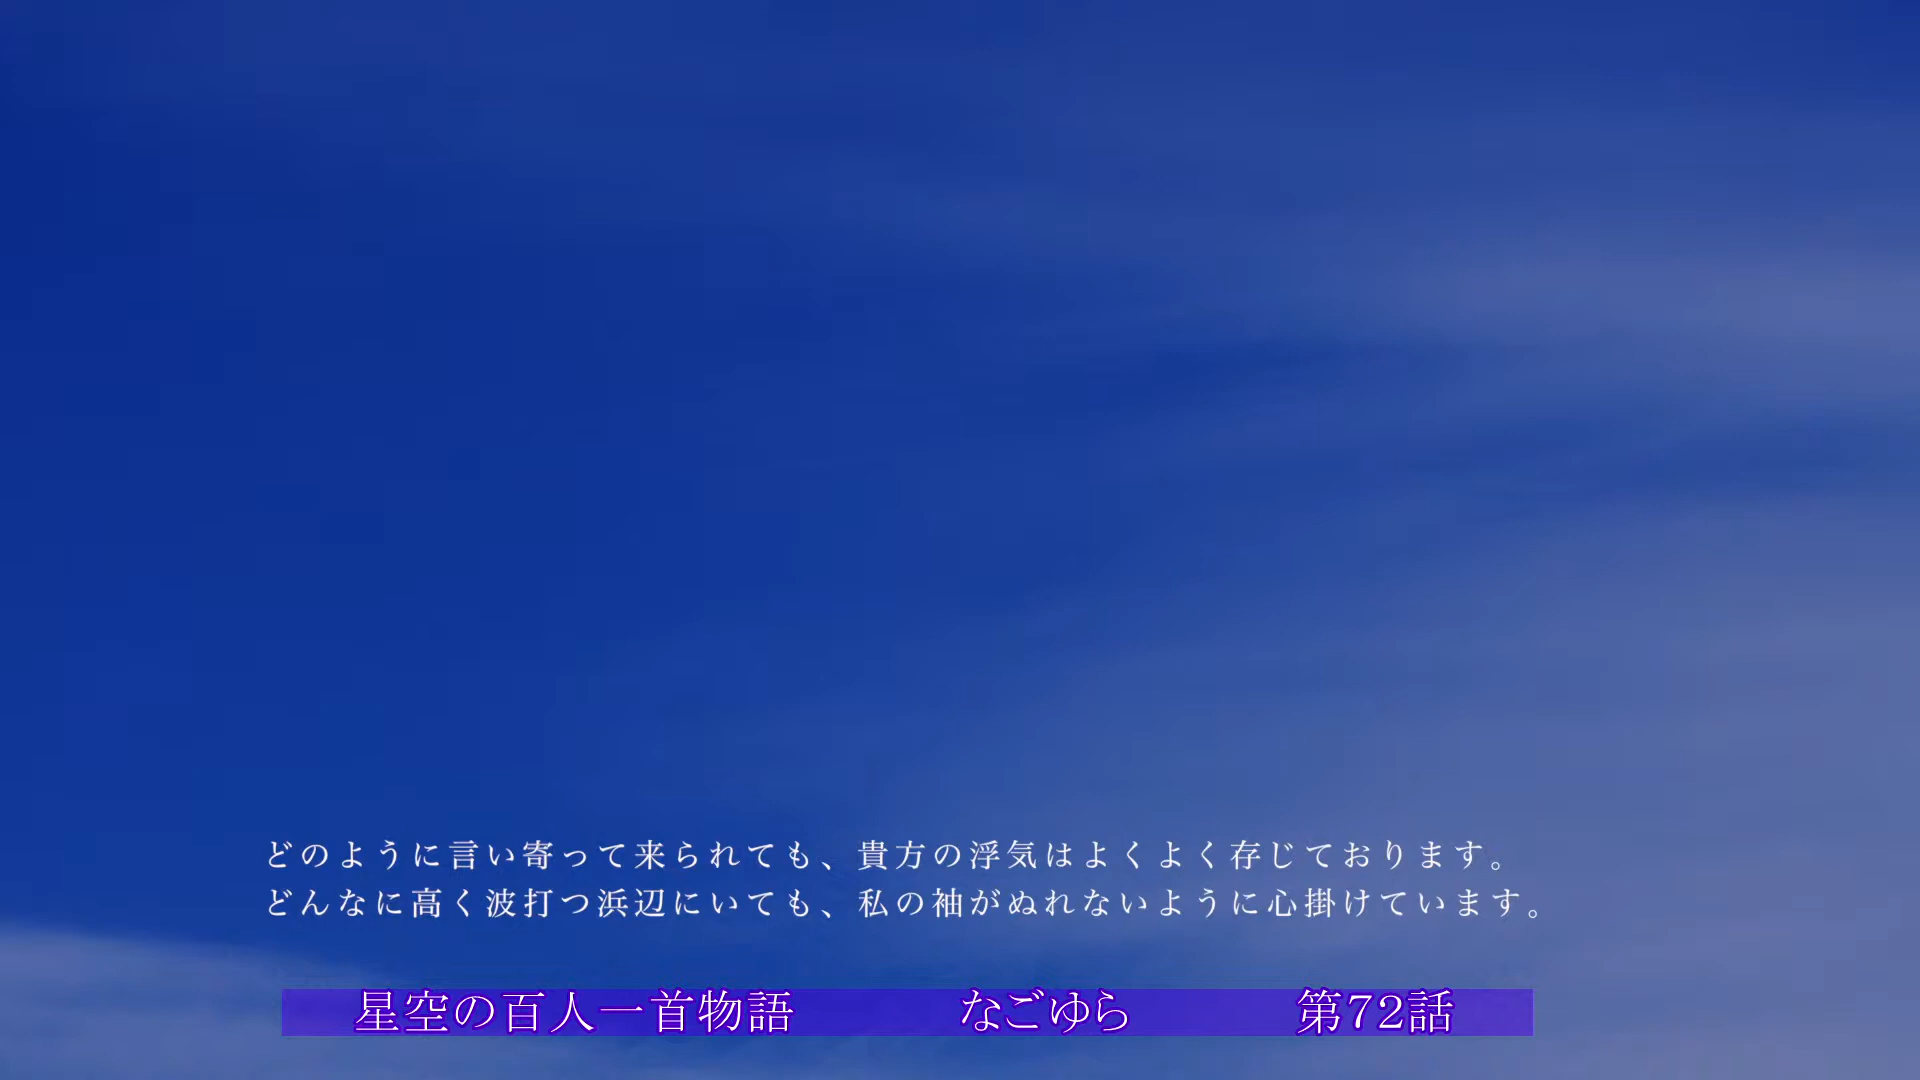 どのように言い寄って来られても、貴方の浮気はよくよく存じております。
どんなに高く波打つ浜辺にいても、私の袖がぬれないように心掛けています。
星空の百人一首物語　なごゆら　第72話